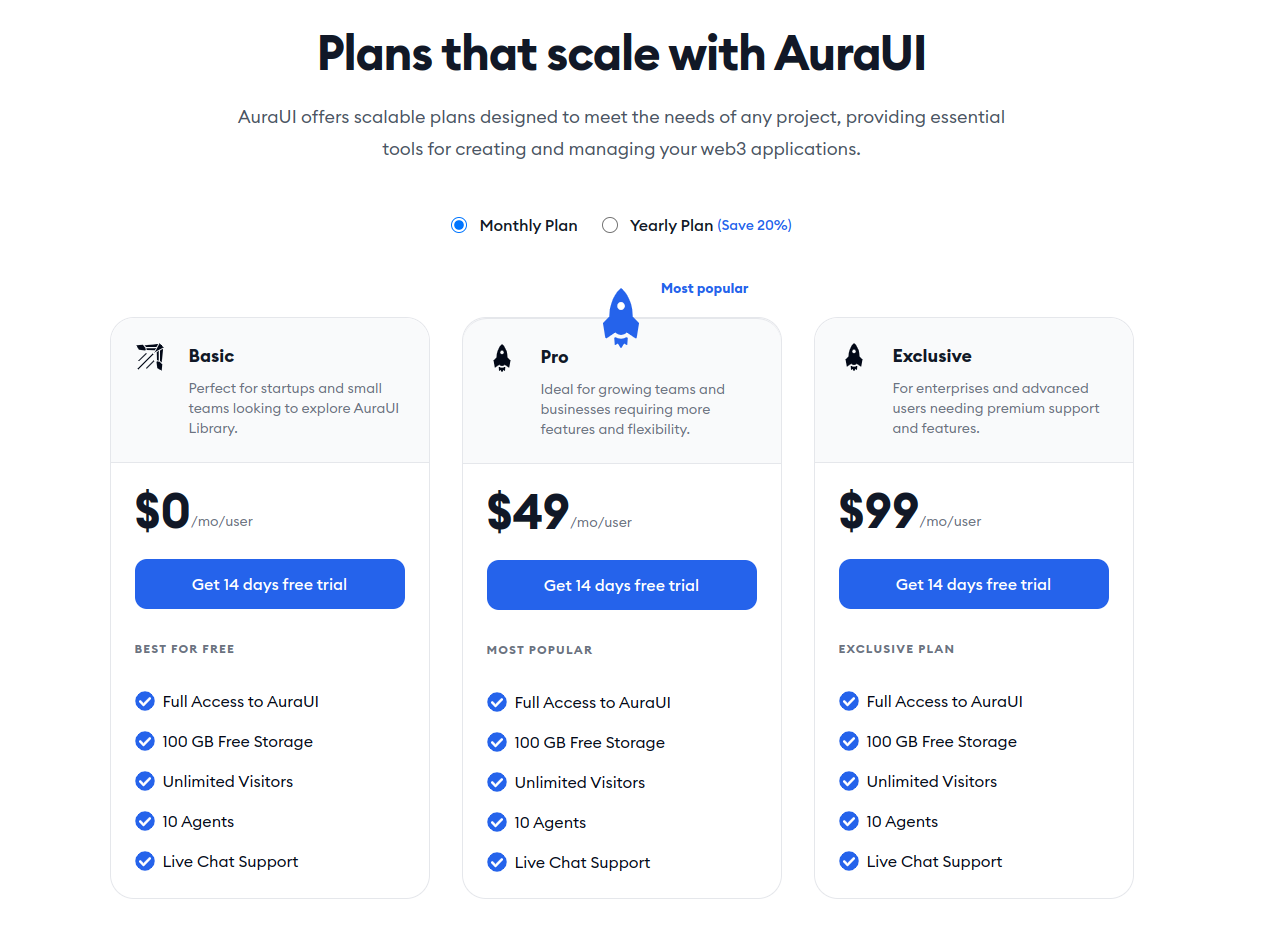 Plans that scale with AuraUI
AuraUI offers scalable plans designed to meet the needs of any project, providing essential
tools for creating and managing your web3 applications.
Monthly Plan
Yearly Plan (Save 20%)
Most popular
Basic
Perfect for startups and small
teams looking to explore AuraUI
Library.
$0/mo/user
Get 14 days free trial
BEST FOR FREE
Full Access to AuraUI
100 GB Free Storage
Unlimited Visitors
10 Agents
Live Chat Support
Pro
Ideal for growing teams and
businesses requiring more
features and flexibility.
$49/mo/user
Get 14 days free trial
MOST POPULAR
Full Access to AuraUI
100 GB Free Storage
Unlimited Visitors
10 Agents
Live Chat Support
Exclusive
For enterprises and advanced
users needing premium support
and features.
$99/mo/user
Get 14 days free trial
EXCLUSIVE PLAN
Full Access to AuraUI
100 GB Free Storage
Unlimited Visitors
10 Agents
Live Chat Support